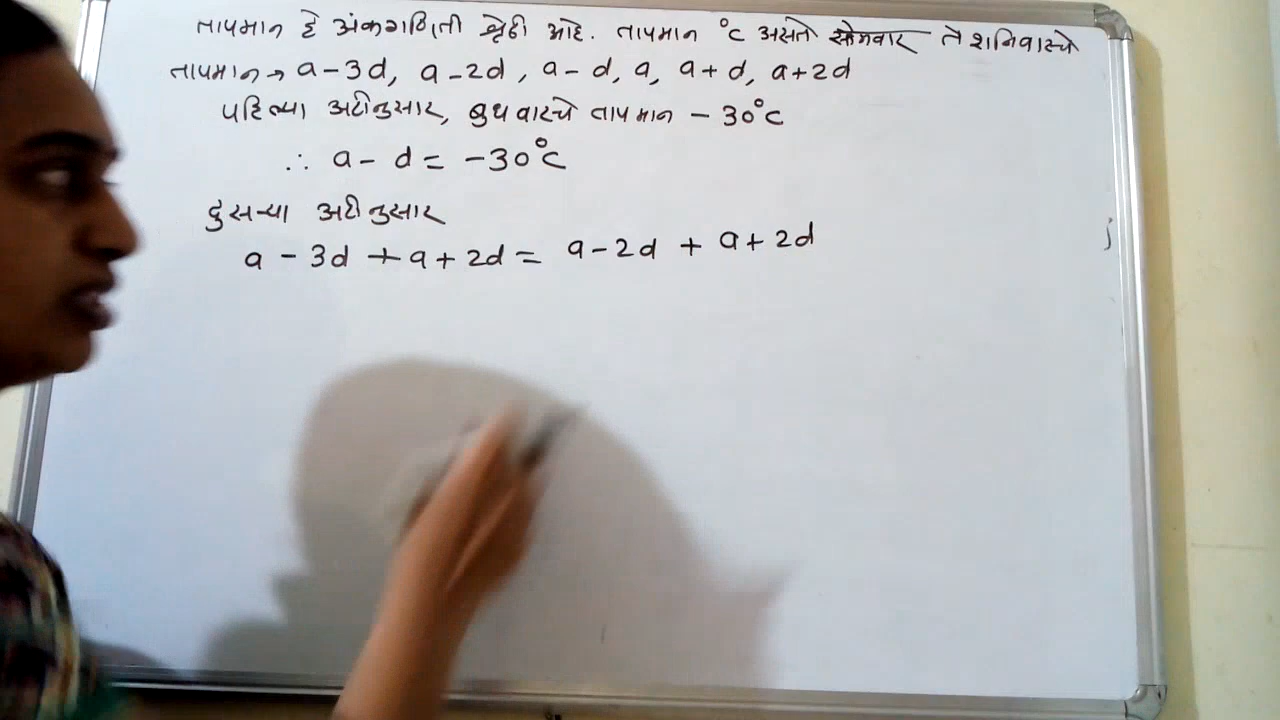 तापमान हे अंकगणिती श्रेढी आहे. तापमान °C असते सोमवार ते शनिवारचे
तापमान → a-3d, a-2d, a-d, a, a+d, a+2d
पहिल्या अटीनुसार, बुधवारचे तापमान -30°C
∴ a-d = -30°C
दुसऱ्या अटीनुसार
a - 3d + a + 2d = a - 2d + a + 2d